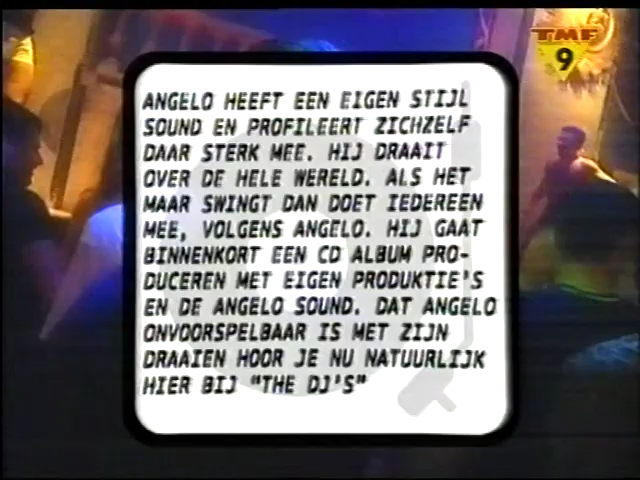 TMF
9
ANGELO HEEFT EEN EIGEN STIJL
SOUND EN PROFILEERT ZICHZELF
DAAR STERK MEE. HIJ DRAAIT
OVER DE HELE WERELD. ALS HET
MAAR SWINGT DAN DOET IEDEREEN
MEE, VOLGENS ANGELO. HIJ GAAT
BINNENKORT EEN CD ALBUM PRO-
DUCEREN MET EIGEN PRODUKTIE'S
EN DE ANGELO SOUND. DAT ANGELO
ONVOORSPELBAAR IS MET ZIJN
DRAAIEN HOOR JE NU NATUURLIJK
HIER BIJ "THE DJ'S"